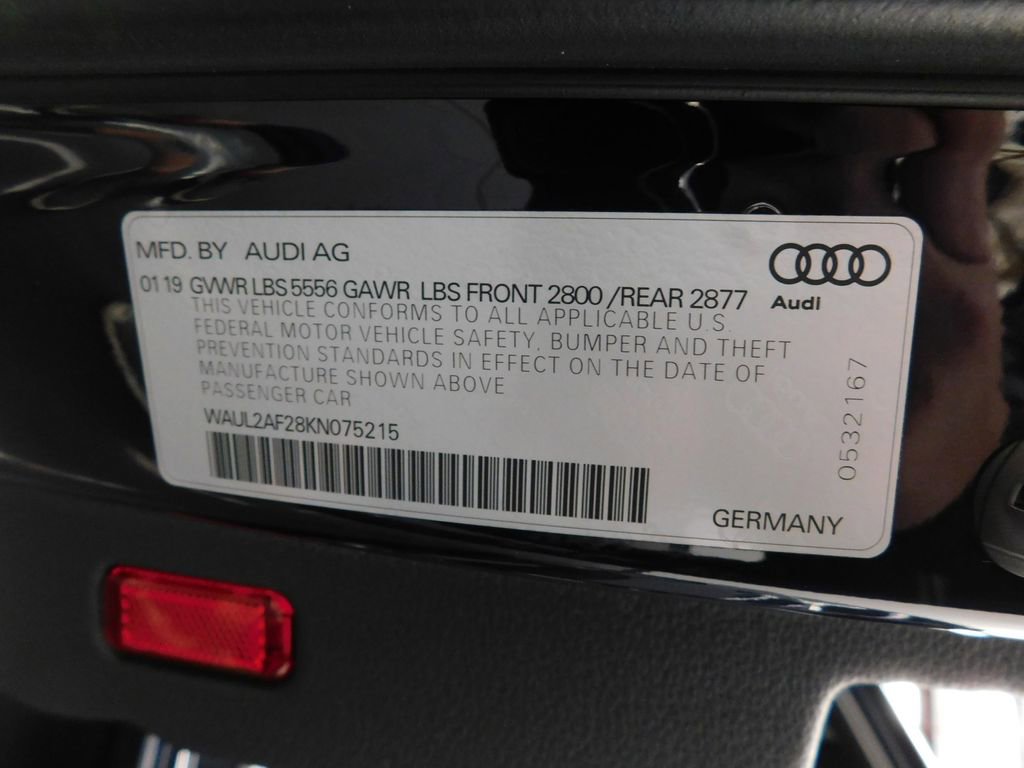 MFD. BY AUDI AG
01 19 GVWR LBS 5556 GAWR LBS FRONT 2800 /REAR 2877
THIS VEHICLE CONFORMS TO ALL APPLICABLE U.S.
FEDERAL MOTOR VEHICLE SAFETY, BUMPER AND THEFT
PREVENTION STANDARDS IN EFFECT ON THE DATE OF
MANUFACTURE SHOWN ABOVE
PASSENGER CAR
WAUL2AF28KN075215
Audi
0532167
GERMANY